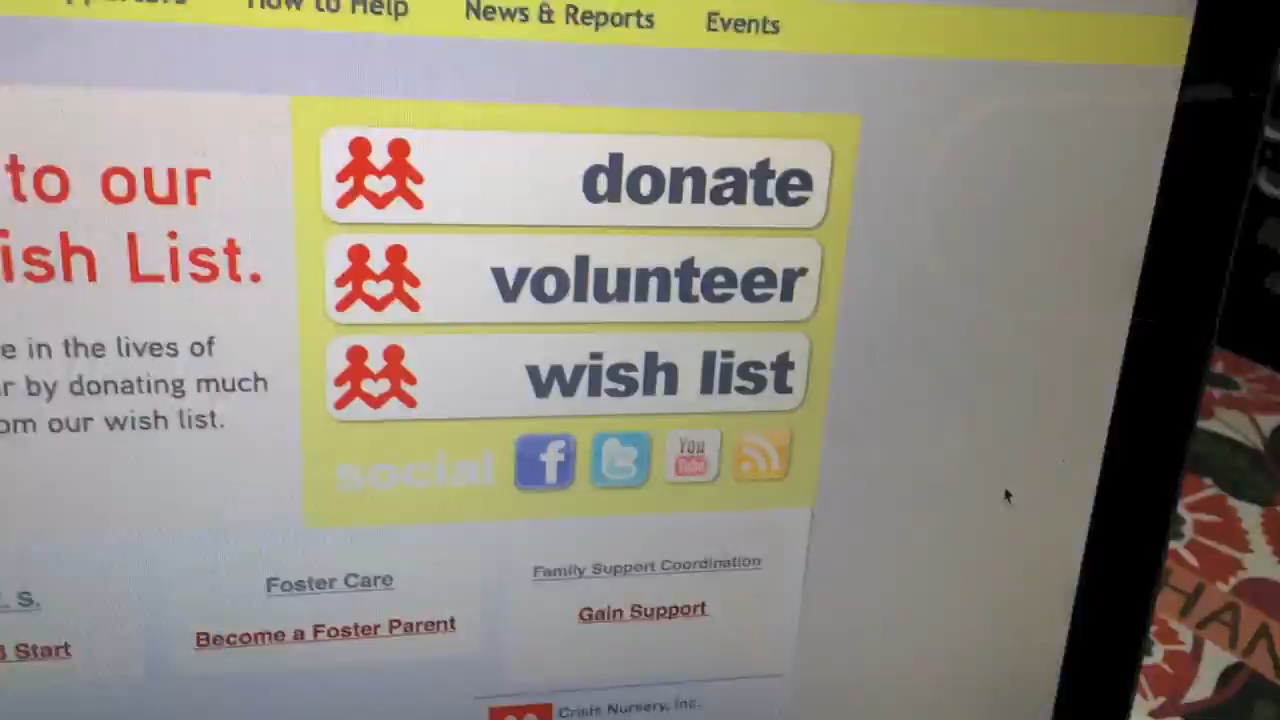 How to Help
News & Reports
Events
to our
ish List.
e in the lives of
r by donating much
om our wish list.
donate
volunteer
wish list
social
f
You
Tube
. S.
Start
Foster Care
Become a Foster Parent
Family Support Coordination
Gain Support
Crisis Nursery, Inc.
HAN